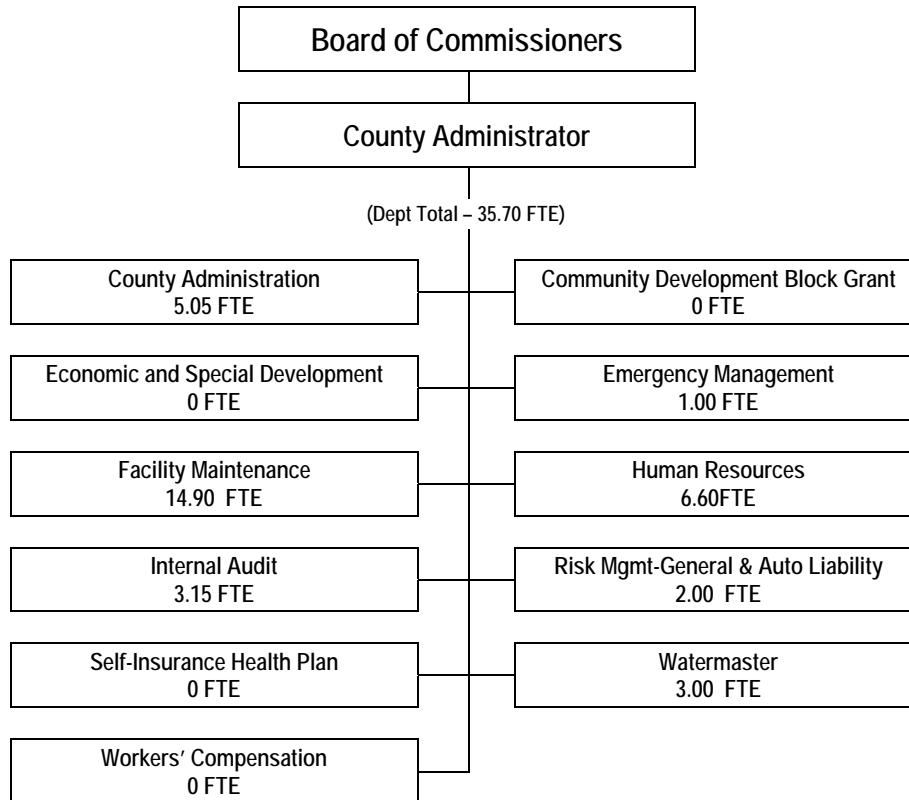 Board of Commissioners
County Administrator
(Dept Total – 35.70 FTE)
County Administration
5.05 FTE
Community Development Block Grant
0 FTE
Economic and Special Development
0 FTE
Emergency Management
1.00 FTE
Facility Maintenance
14.90 FTE
Human Resources
6.60FTE
Internal Audit
3.15 FTE
Risk Mgmt-General & Auto Liability
2.00 FTE
Self-Insurance Health Plan
0 FTE
Watermaster
3.00 FTE
Workers’ Compensation
0 FTE